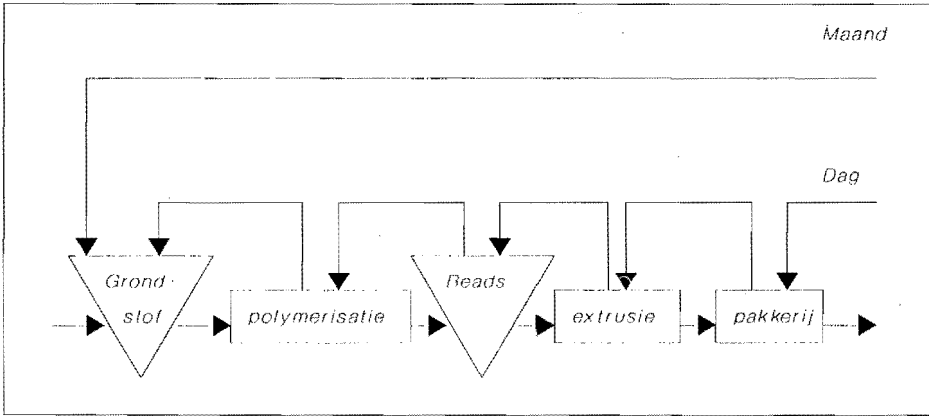 Maand
Dag
Grond-
stof
polymerisatie
Beads
extrusie
pakkerij